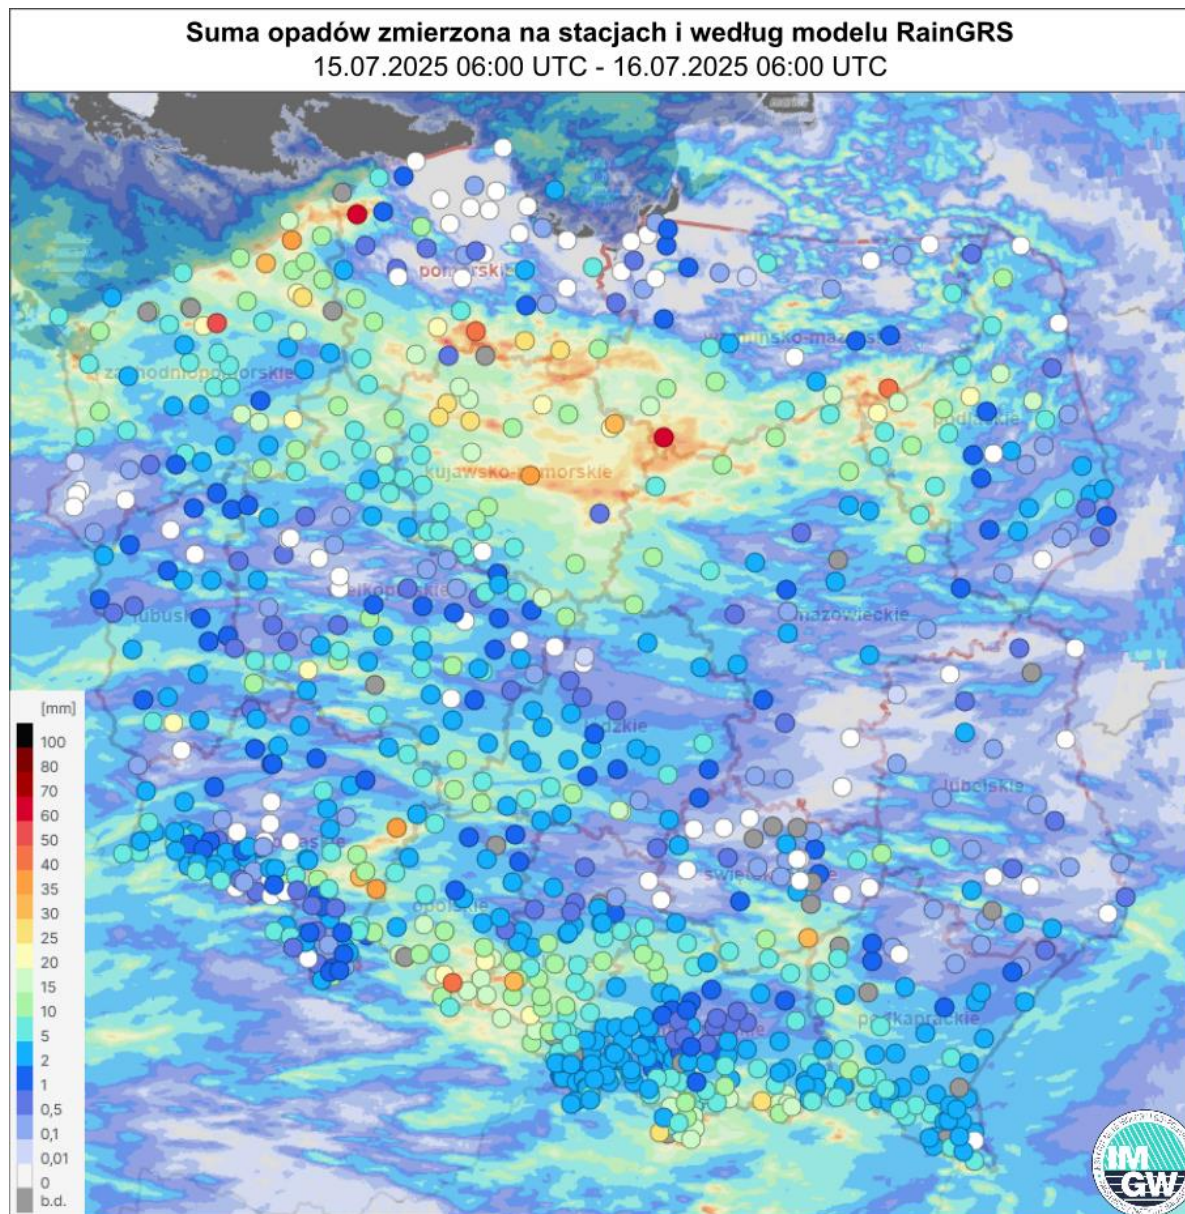 Suma opadów zmierzona na stacjach i według modelu RainGRS
15.07.2025 06:00 UTC - 16.07.2025 06:00 UTC
pomorskie
warmińsko-mazurskie
zachodniopomorskie
podlaskie
kujawsko-pomorskie
wielkopolskie
mazowieckie
lubuskie
łódzkie
lubelskie
dolnośląskie
świętokrzyskie
opolskie
podkarpackie
[mm]
100
80
70
60
50
40
35
30
25
20
15
10
5
2
1
0,5
0,1
0,01
0
b.d.
IM
GW